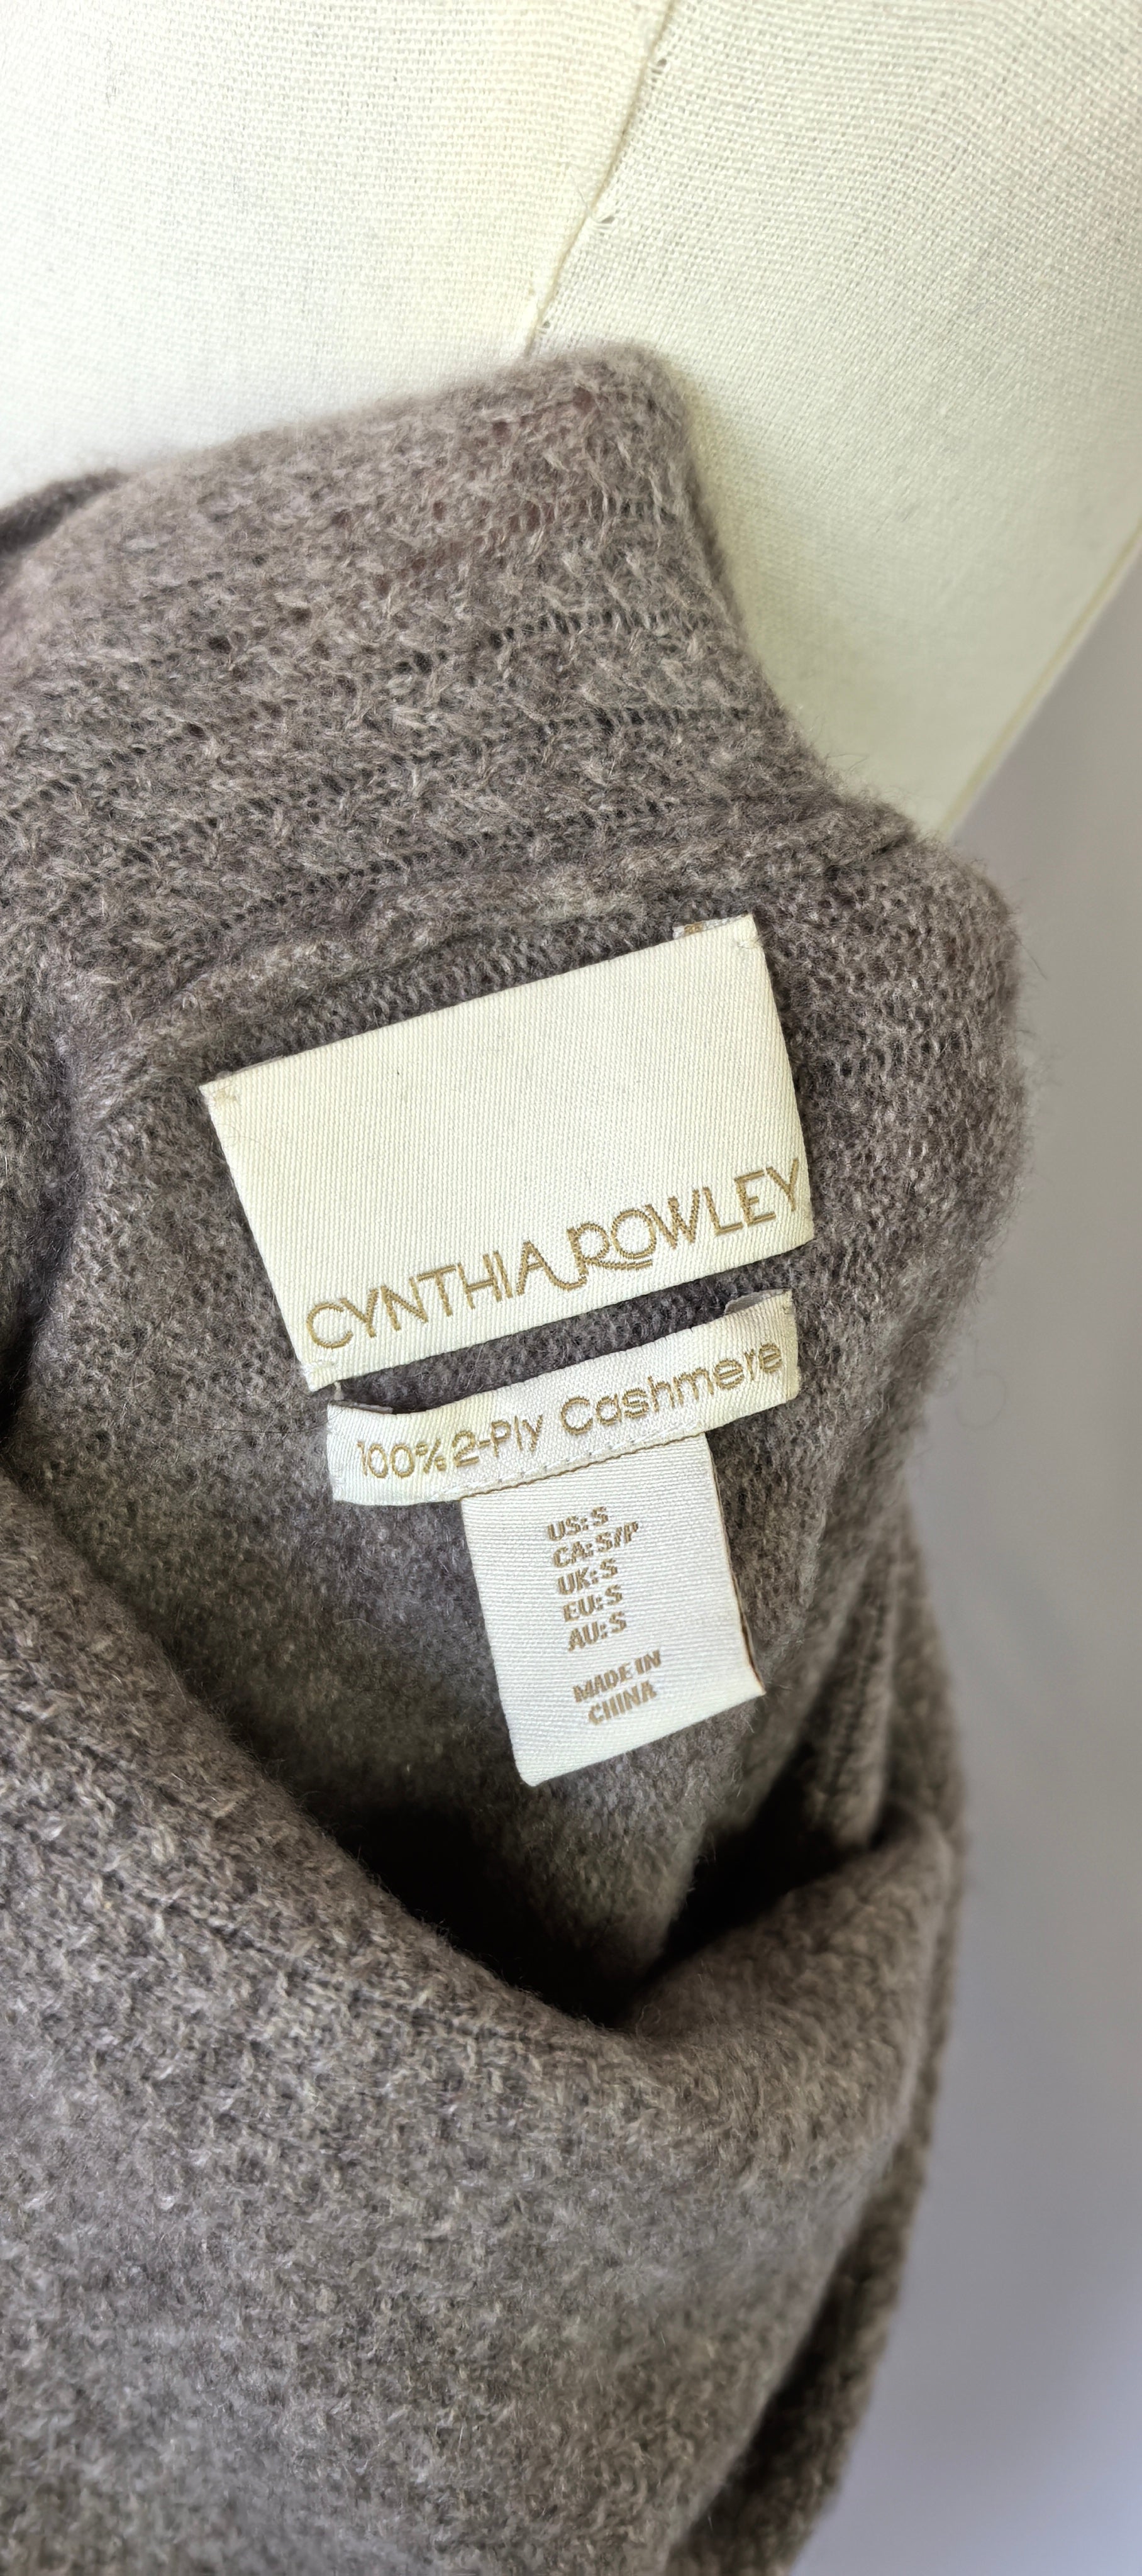 CYNTHIA ROWLEY
100% 2-Ply Cashmere
US: S
CA: S/P
UK: S
EU: S
AU: S
MADE IN
CHINA